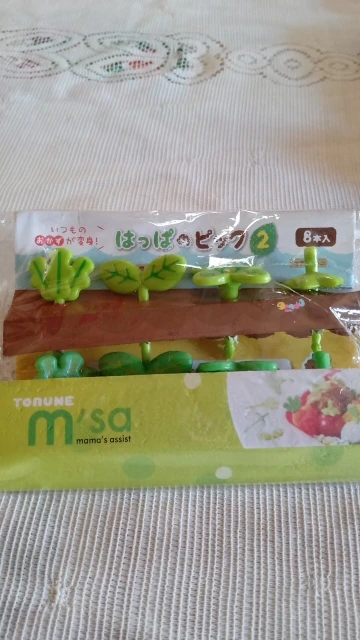 いつもの
おかずが変身!
はっぱのピック2
8本入
TORUNE
m'sa
mama's assist